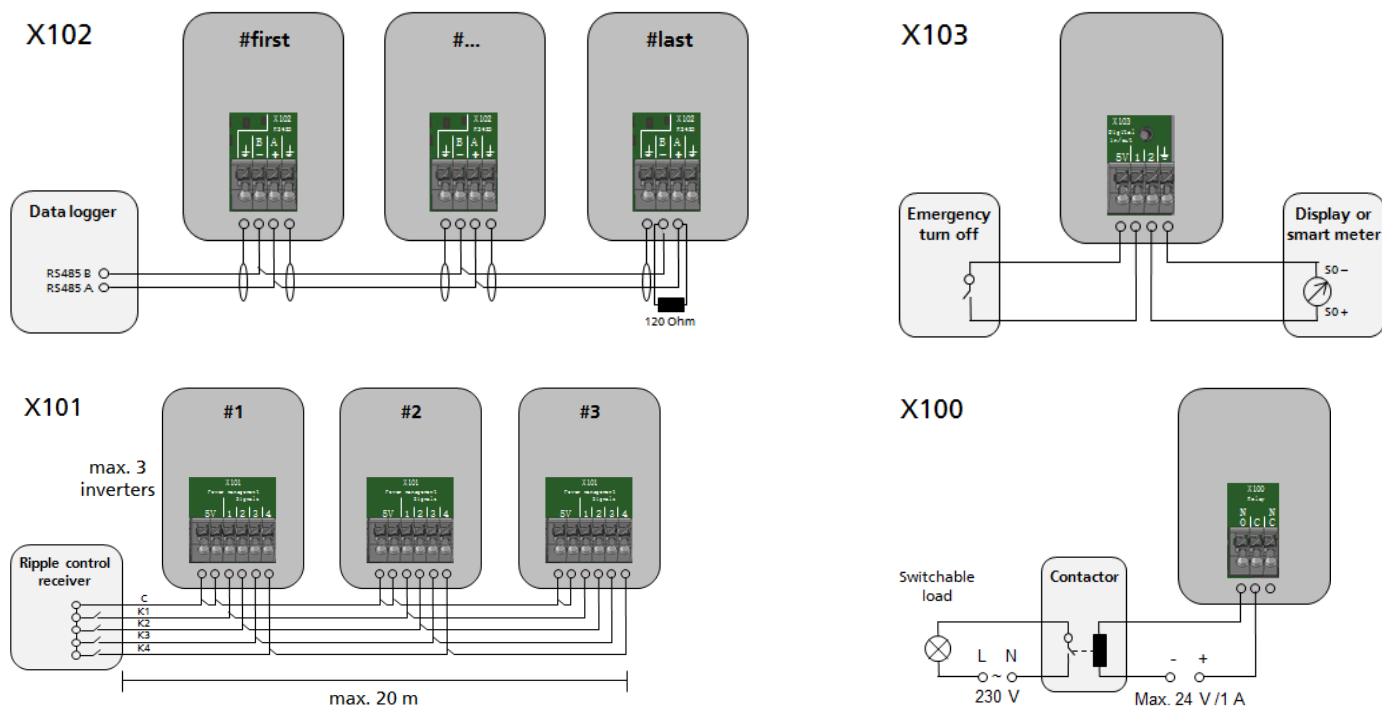 X102
#first
#...
#last
X102
RS485
B A
− +
X102
RS485
B A
− +
X102
RS485
B A
− +
Data logger
RS485 B
RS485 A
120 Ohm
X103
X103
Digital
in/out
5V 1 2
Emergency
turn off
Display or
smart meter
S0 −
S0 +
X101
#1
#2
#3
max. 3
inverters
X101
Power management
Signals
5V 1 2 3 4
X101
Power management
Signals
5V 1 2 3 4
X101
Power management
Signals
5V 1 2 3 4
Ripple control
receiver
C
K1
K2
K3
K4
max. 20 m
X100
X100
Relay
N N
O C C
Switchable
load
Contactor
L N
~
230 V
- +
Max. 24 V /1 A